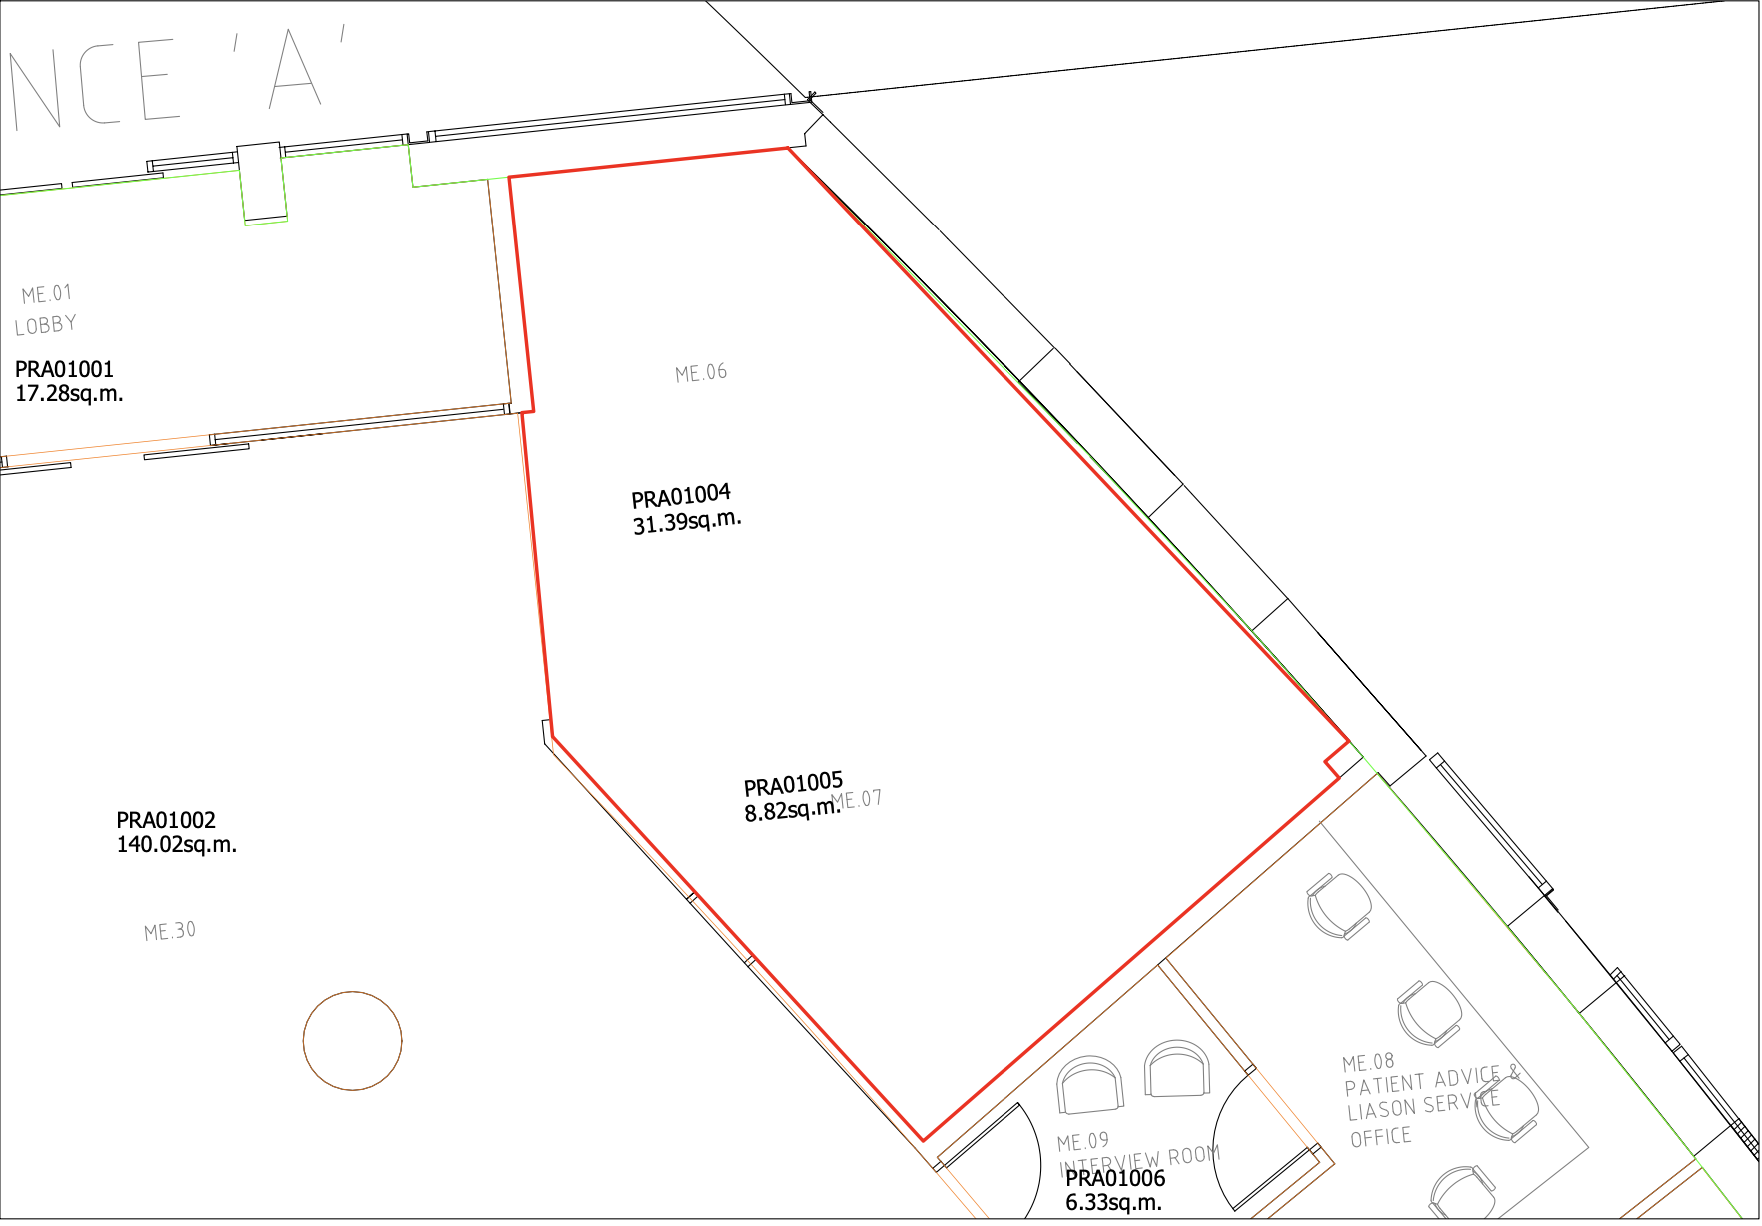 NCE 'A'
ME.01
LOBBY
PRA01001
17.28sq.m.
ME.06
PRA01004
31.39sq.m.
PRA01005
8.82sq.m.
ME.07
PRA01002
140.02sq.m.
ME.30
ME.08
PATIENT ADVICE &
LIASON SERVICE
OFFICE
ME.09
INTERVIEW ROOM
PRA01006
6.33sq.m.